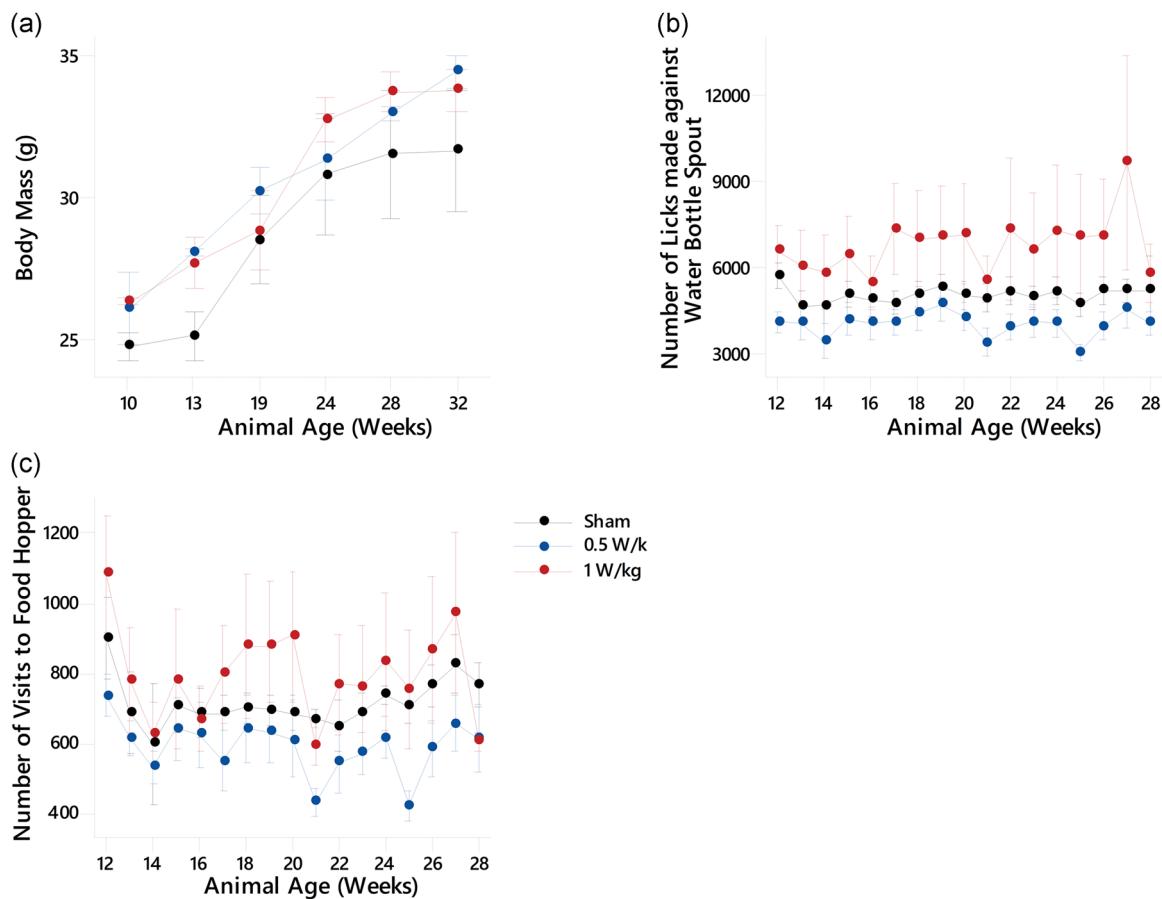 (a)
35
30
25
Body Mass (g)
10 13 19 24 28 32
Animal Age (Weeks)
(b)
12000
9000
6000
3000
Number of Licks made against
Water Bottle Spout
12 14 16 18 20 22 24 26 28
Animal Age (Weeks)
(c)
1200
1000
800
600
400
Number of Visits to Food Hopper
12 14 16 18 20 22 24 26 28
Animal Age (Weeks)
Sham
0.5 W/k
1 W/kg